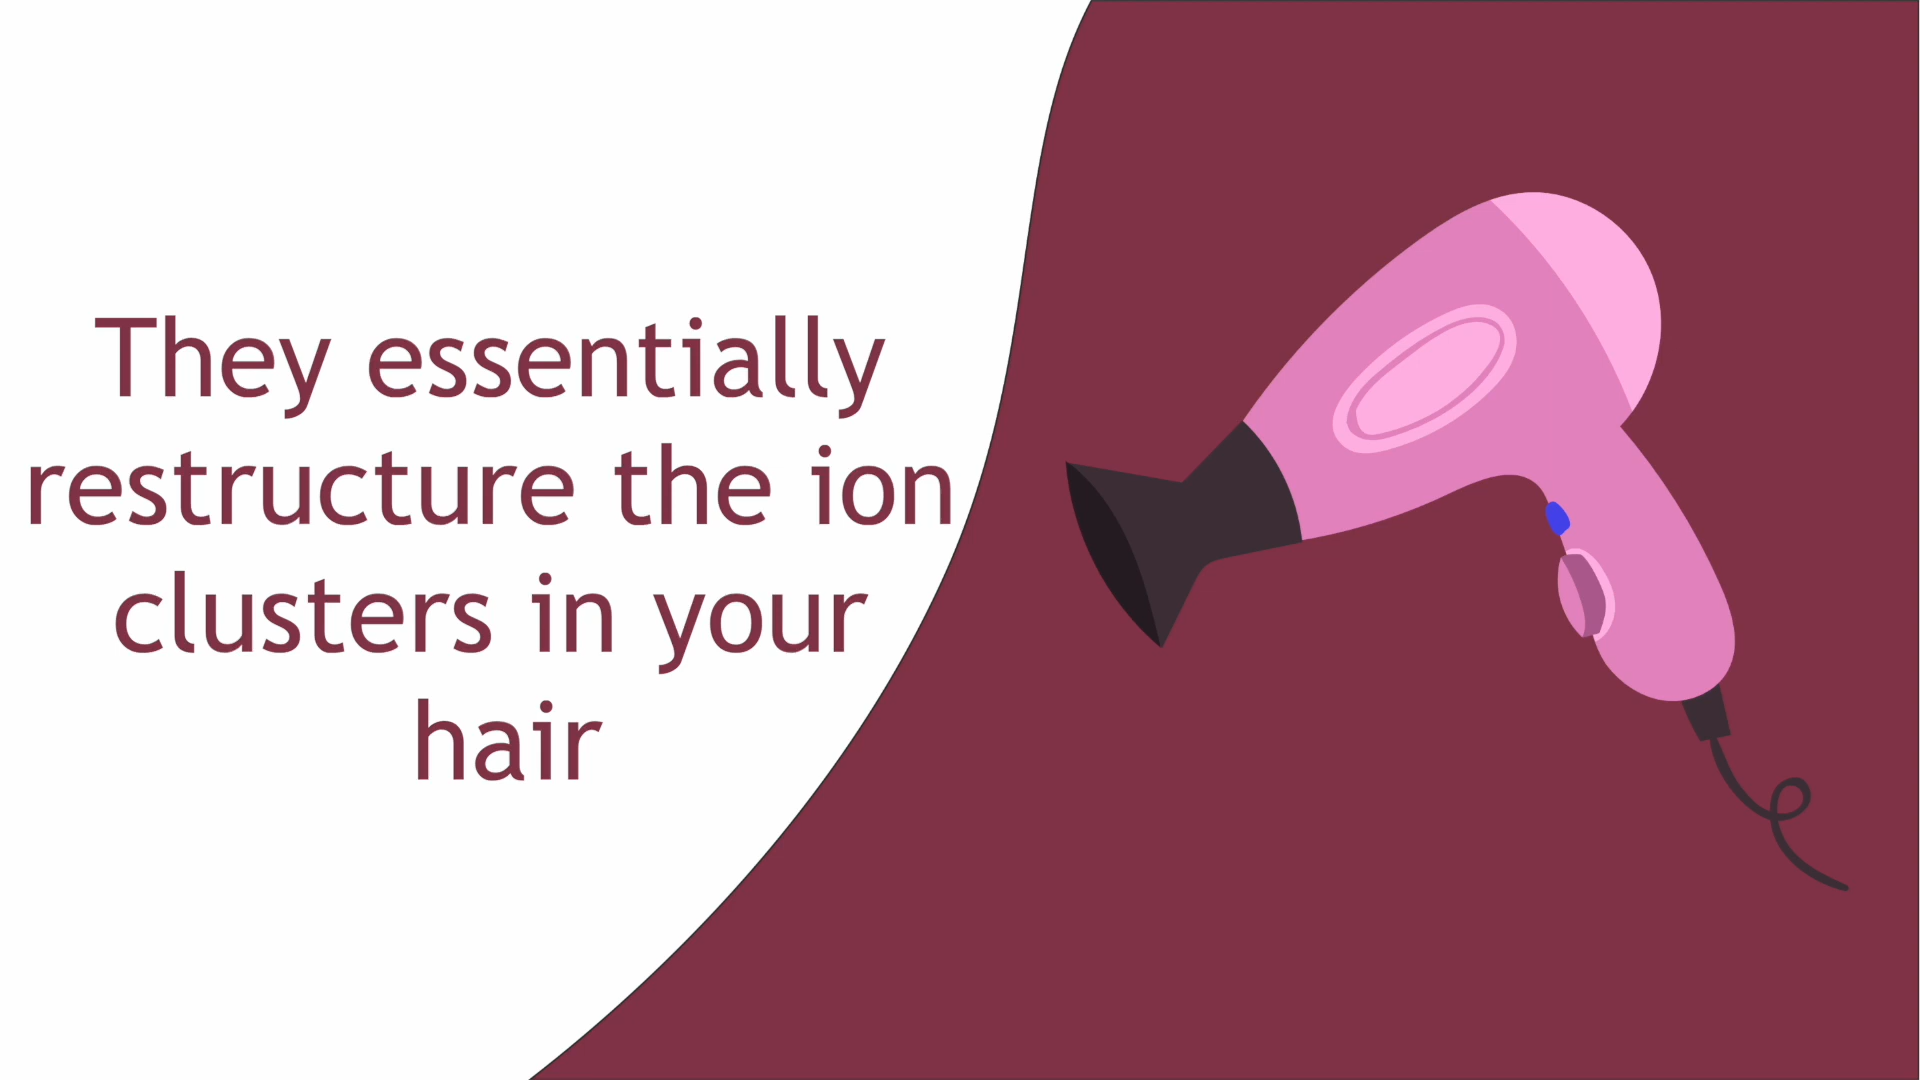 They essentially
restructure the ion
clusters in your
hair